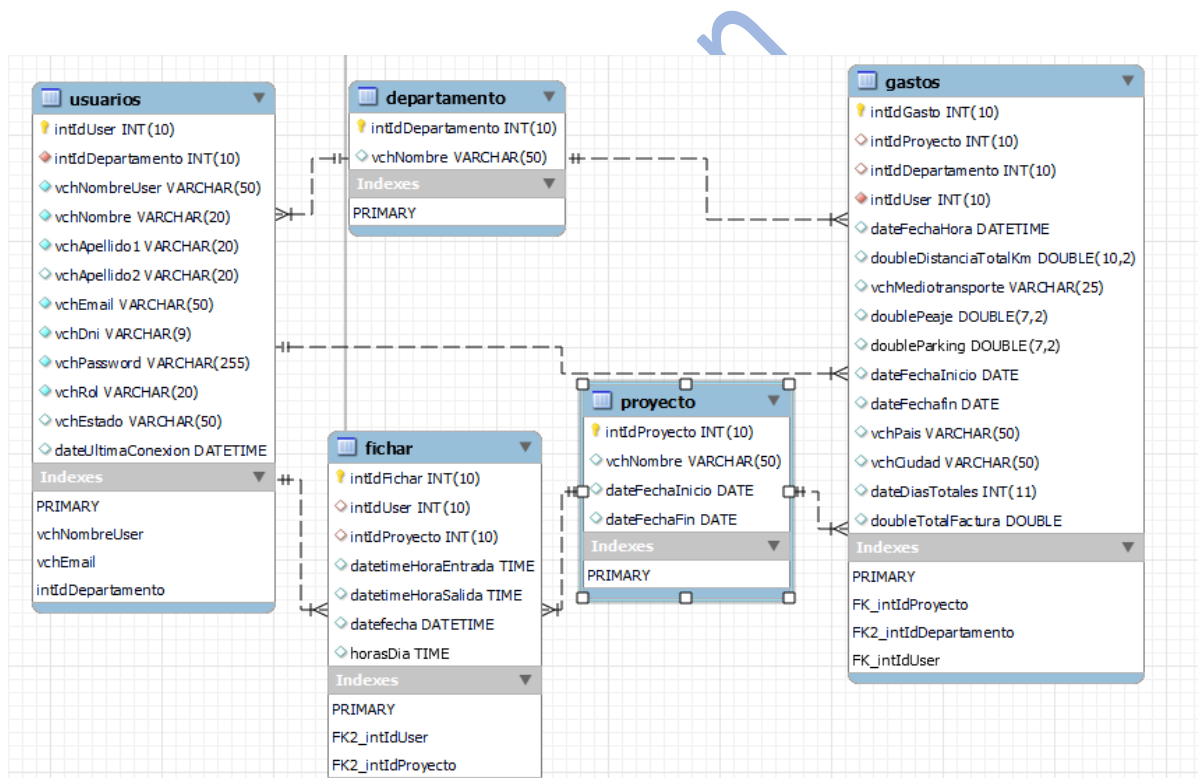 usuarios
intIdUser INT(10)
intIdDepartamento INT(10)
vchNombreUser VARCHAR(50)
vchNombre VARCHAR(20)
vchApellido1 VARCHAR(20)
vchApellido2 VARCHAR(20)
vchEmail VARCHAR(50)
vchDni VARCHAR(9)
vchPassword VARCHAR(255)
vchRol VARCHAR(20)
vchEstado VARCHAR(50)
dateUltimaConexion DATETIME
Indexes
PRIMARY
vchNombreUser
vchEmail
intIdDepartamento
departamento
intIdDepartamento INT(10)
vchNombre VARCHAR(50)
Indexes
PRIMARY
fichar
intIdFichar INT(10)
intIdUser INT(10)
intIdProyecto INT(10)
datetimeHoraEntrada TIME
datetimeHoraSalida TIME
datefecha DATETIME
horasDia TIME
Indexes
PRIMARY
FK2_intIdUser
FK2_intIdProyecto
proyecto
intIdProyecto INT(10)
vchNombre VARCHAR(50)
dateFechaInicio DATE
dateFechaFin DATE
Indexes
PRIMARY
gastos
intIdGasto INT(10)
intIdProyecto INT(10)
intIdDepartamento INT(10)
intIdUser INT(10)
dateFechaHora DATETIME
doubleDistanciaTotalKm DOUBLE(10,2)
vchMediotransporte VARCHAR(25)
doublePeaje DOUBLE(7,2)
doubleParking DOUBLE(7,2)
dateFechaInicio DATE
dateFechafin DATE
vchPais VARCHAR(50)
vchCiudad VARCHAR(50)
dateDiasTotales INT(11)
doubleTotalFactura DOUBLE
Indexes
PRIMARY
FK_intIdProyecto
FK2_intIdDepartamento
FK_intIdUser